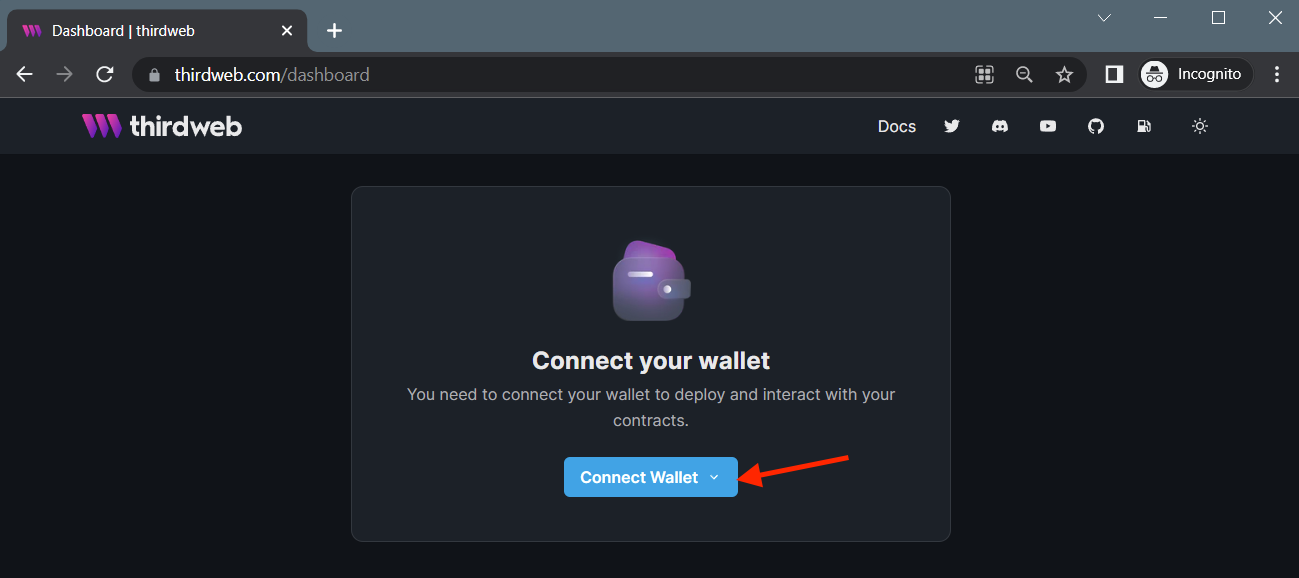 Dashboard | thirdweb
thirdweb.com/dashboard
Incognito
thirdweb
Docs
Connect your wallet
You need to connect your wallet to deploy and interact with your
contracts.
Connect Wallet